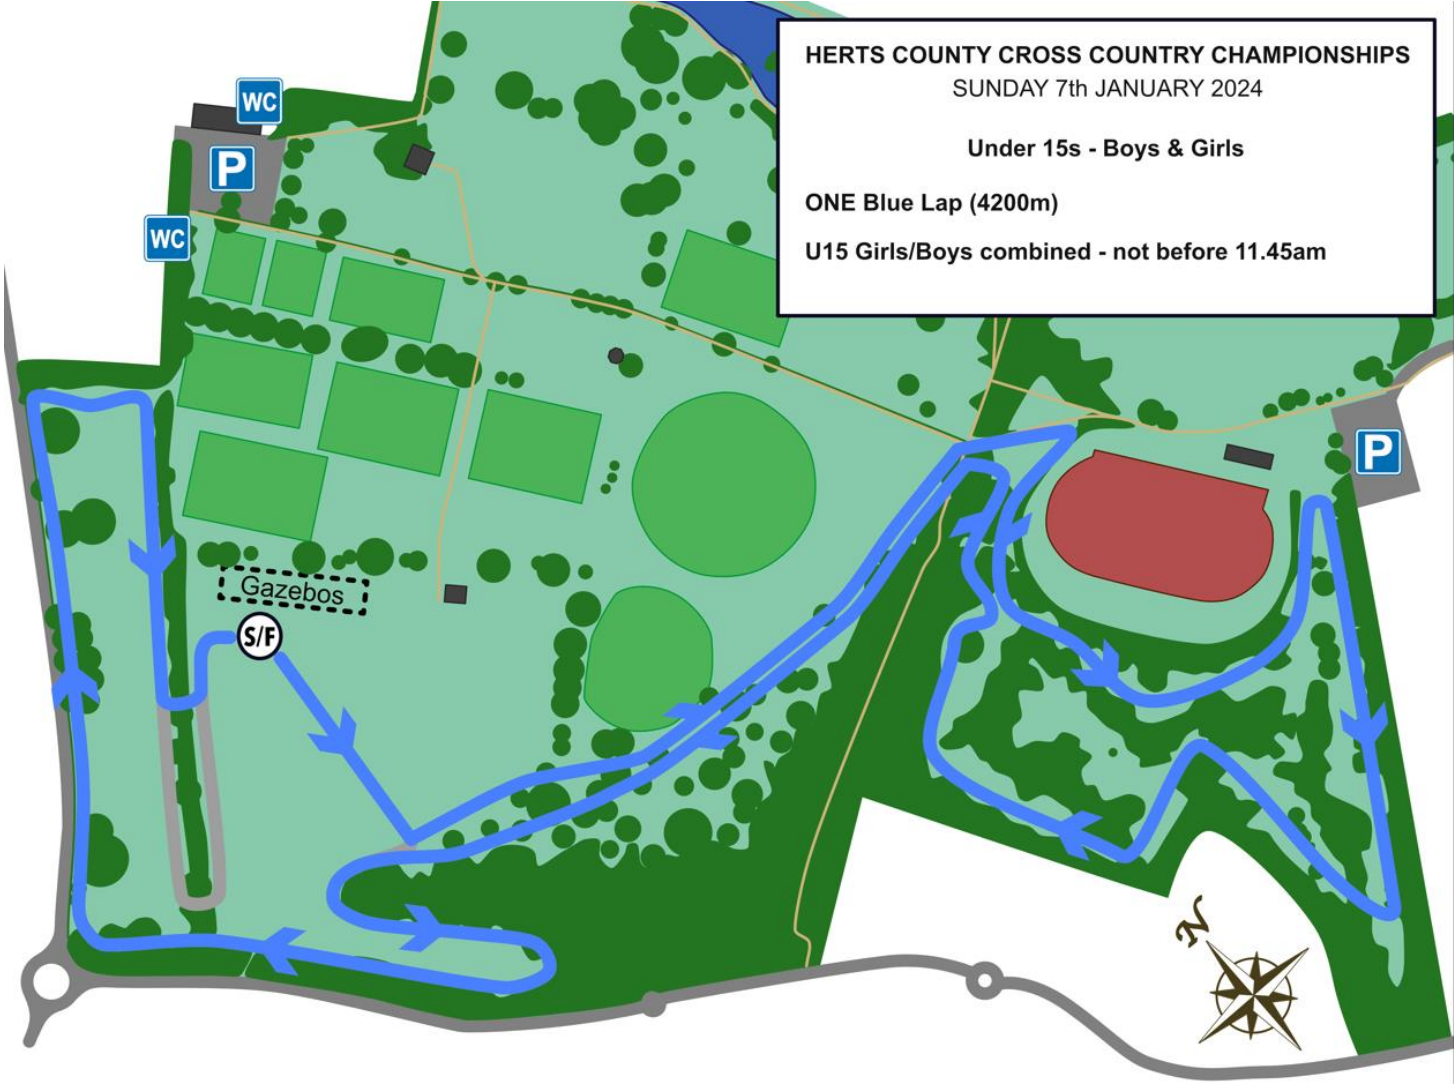 HERTS COUNTY CROSS COUNTRY CHAMPIONSHIPS
SUNDAY 7th JANUARY 2024
Under 15s - Boys & Girls
ONE Blue Lap (4200m)
U15 Girls/Boys combined - not before 11.45am
WC
P
WC
P
Gazebos
S/F
N